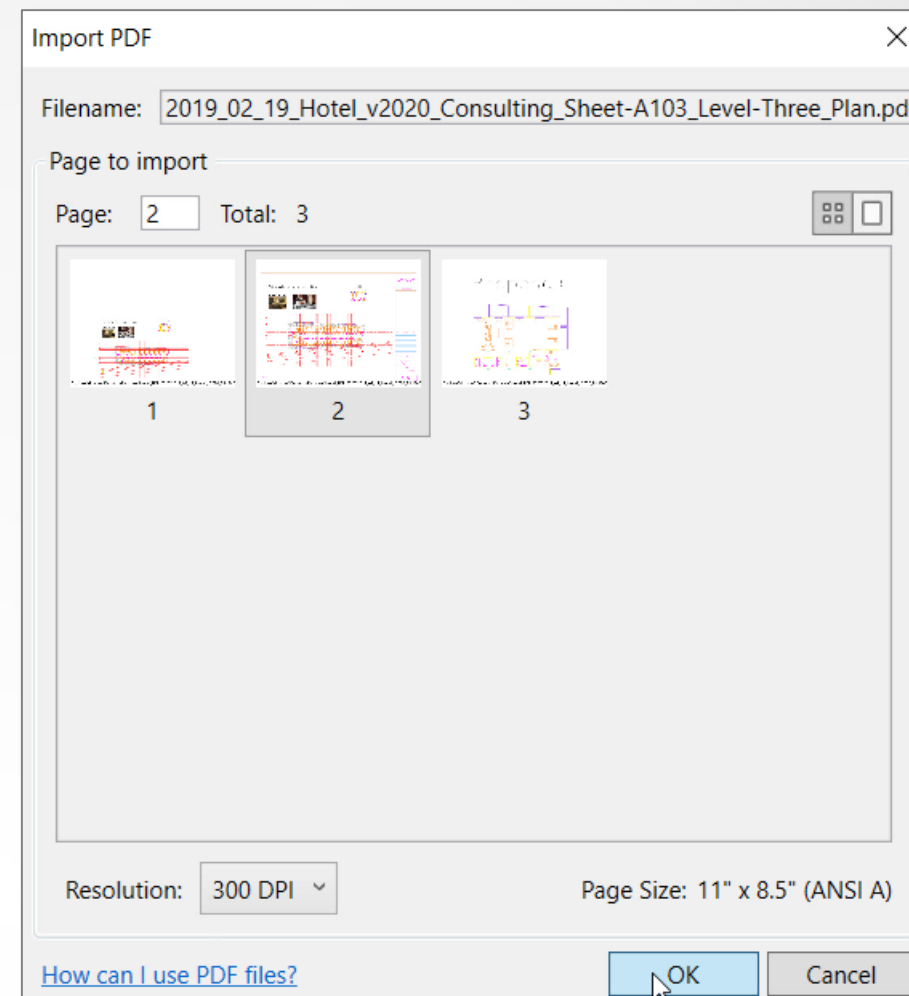 Import PDF
Filename: 2019_02_19_Hotel_v2020_Consulting_Sheet-A103_Level-Three_Plan.pd
Page to import
Page: 2 Total: 3
1 2 3
Resolution: 300 DPI Page Size: 11" x 8.5" (ANSI A)
How can I use PDF files? OK Cancel